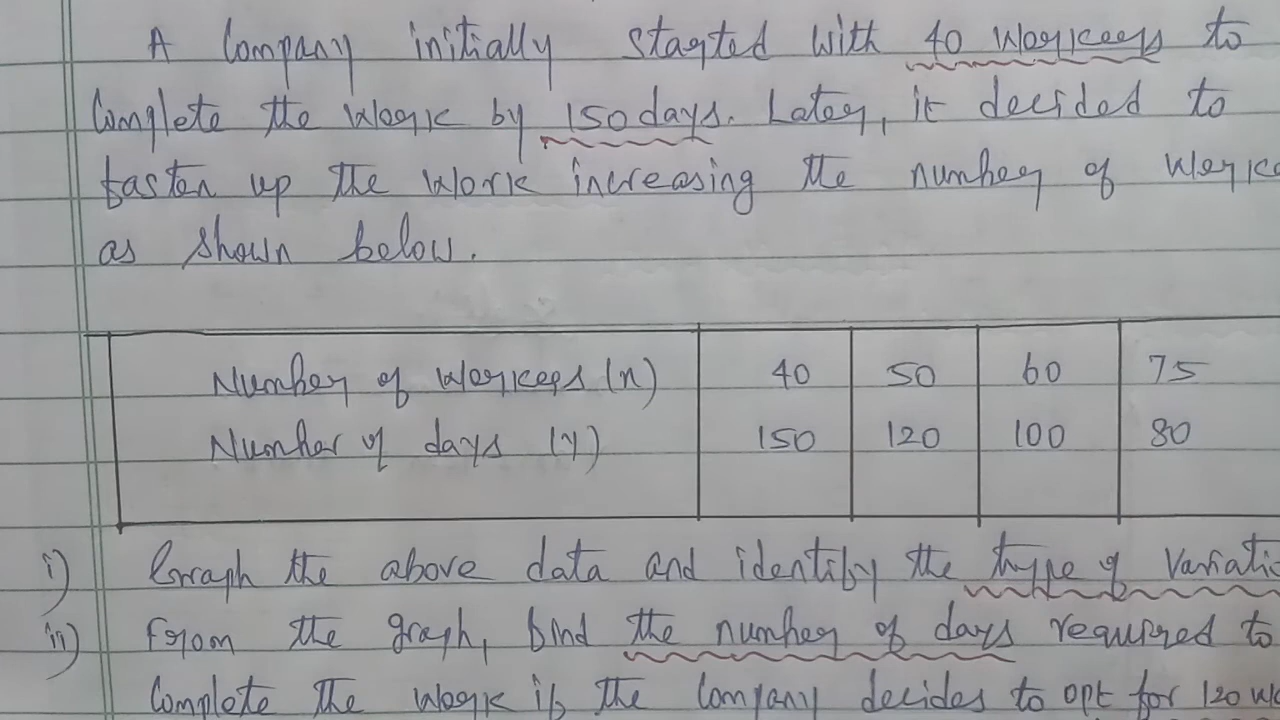 A Company initially started with 40 workers to
Complete the work by 150 days. Later, it decided to
fasten up the work increasing the number of
as shown below.
Number of workers (x) 40 50 60 75
Number of days (y) 150 120 100 80
i) Graph the above data and identify the type of
ii) From the graph, find the number of days required to
Complete the work if the Company decides to opt for 120